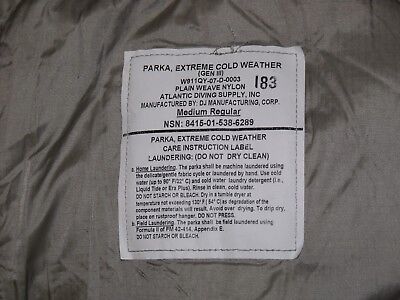 PARKA, EXTREME COLD WEATHER
(GEN III)
W911QY-07-D-0003
PLAIN WEAVE NYLON
183
ATLANTIC DIVING SUPPLY, INC
MANUFACTURED BY: DJ MANUFACTURING, CORP.
Medium Regular
NSN: 8415-01-538-6289
PARKA, EXTREME COLD WEATHER
CARE INSTRUCTION LABEL
LAUNDERING: (DO NOT DRY CLEAN)
a. Home Laundering. The parka shall be machine laundered using
the delicate/gentle fabric cycle or laundered by hand. Use cold
water (up to 90° F/22° C) and cold water laundry detergent (i.e.,
Liquid Tide or Era Plus), Rinse in clean, cold water.
DO NOT STARCH OR BLEACH. Dry in a tumble dryer at
temperature not exceeding 130° F ( 54° C) as degradation of the
component materials will result. Avoid over drying. To drip dry,
place on rustproof hanger. DO NOT PRESS.
b. Field Laundering. The parka shall be field laundered using
Formula II of FM 42-414, Appendix E.
DO NOT STARCH OR BLEACH.